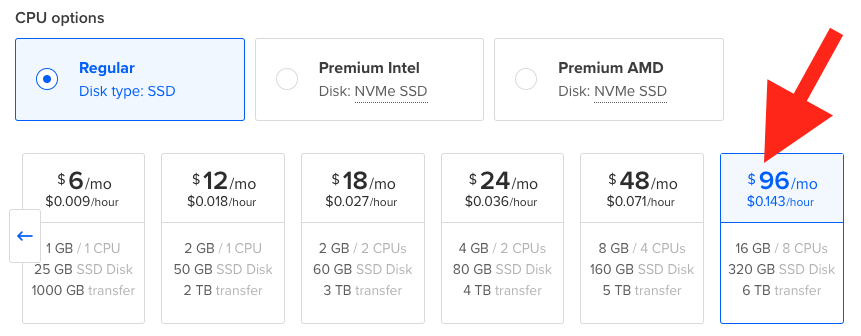 CPU options
Regular
Disk type: SSD
Premium Intel
Disk: NVMe SSD
Premium AMD
Disk: NVMe SSD
$6/mo
$0.009/hour
1 GB / 1 CPU
25 GB SSD Disk
1000 GB transfer
$12/mo
$0.018/hour
2 GB / 1 CPU
50 GB SSD Disk
2 TB transfer
$18/mo
$0.027/hour
2 GB / 2 CPUs
60 GB SSD Disk
3 TB transfer
$24/mo
$0.036/hour
4 GB / 2 CPUs
80 GB SSD Disk
4 TB transfer
$48/mo
$0.071/hour
8 GB / 4 CPUs
160 GB SSD Disk
5 TB transfer
$96/mo
$0.143/hour
16 GB / 8 CPUs
320 GB SSD Disk
6 TB transfer